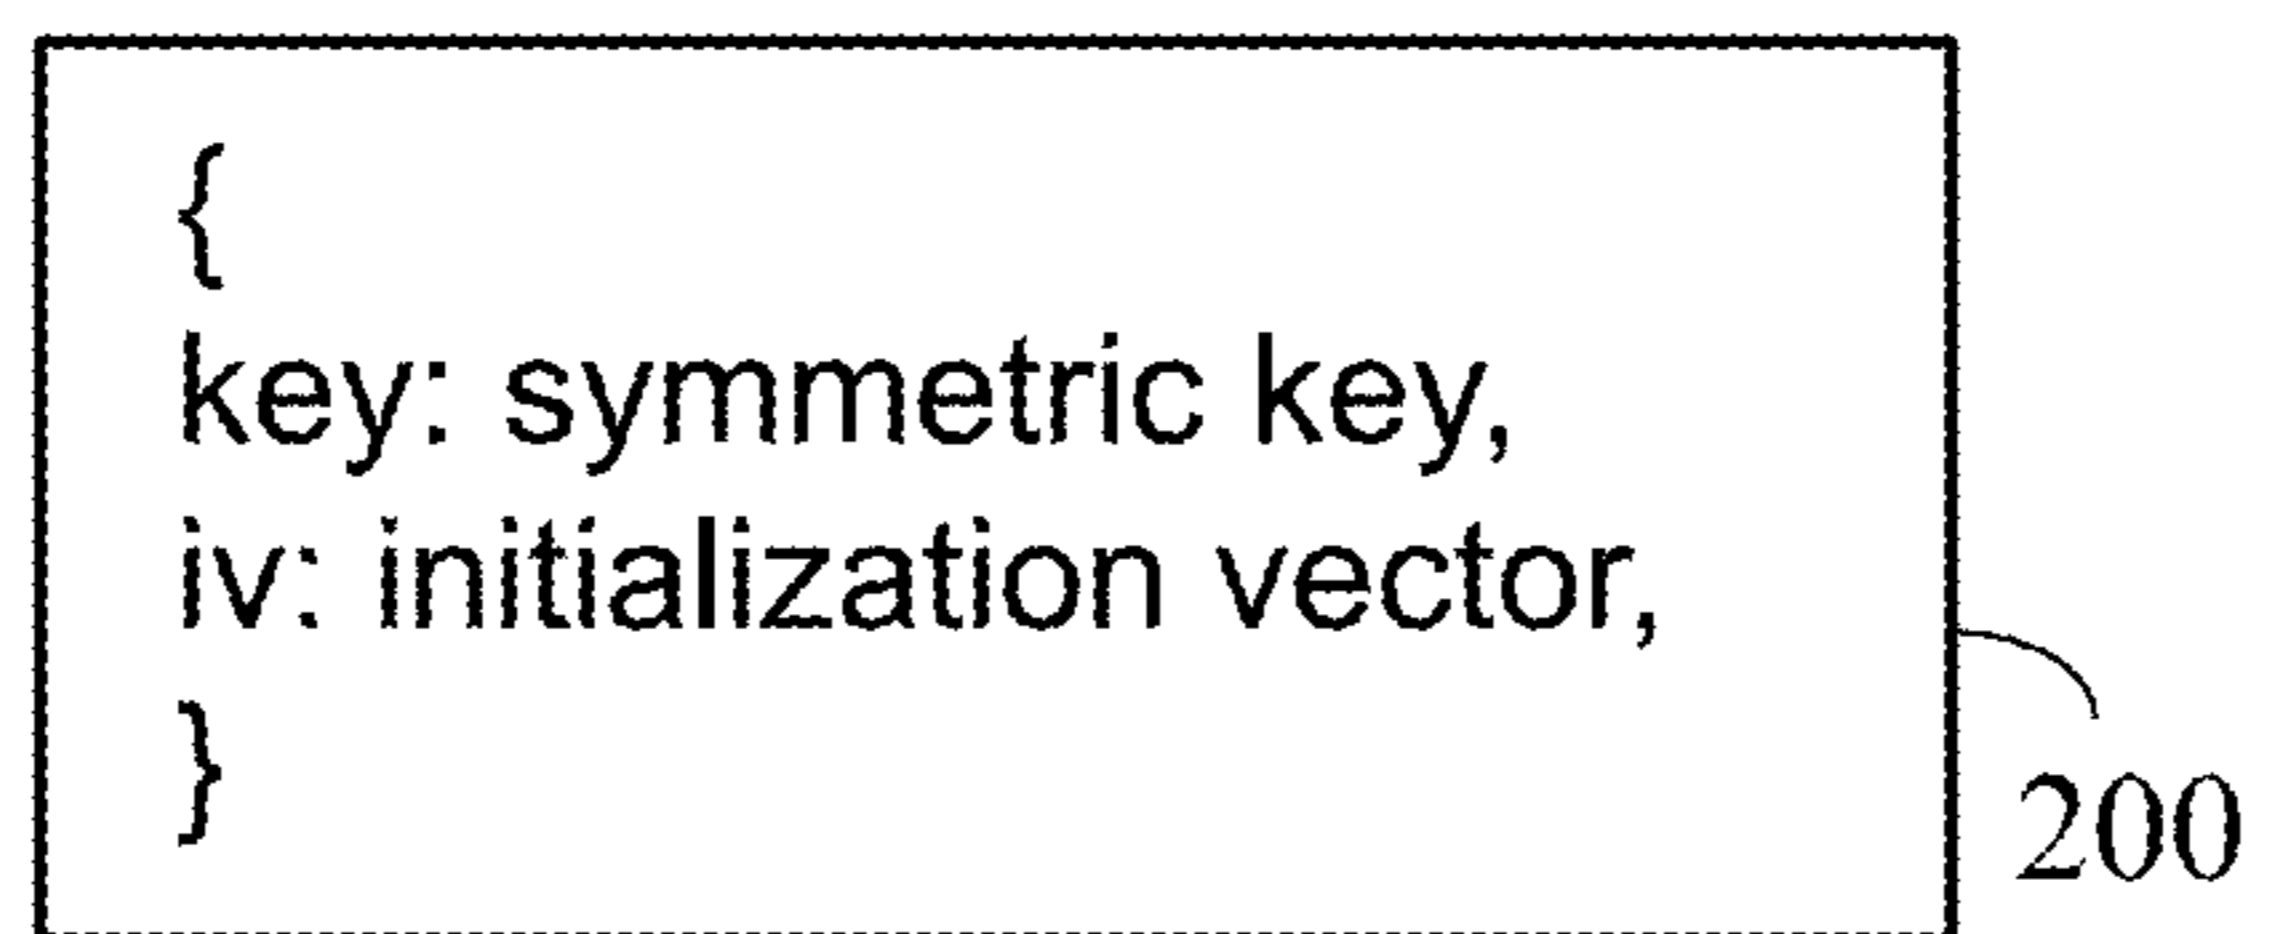 {
key: symmetric key,
iv: initialization vector,
}
200